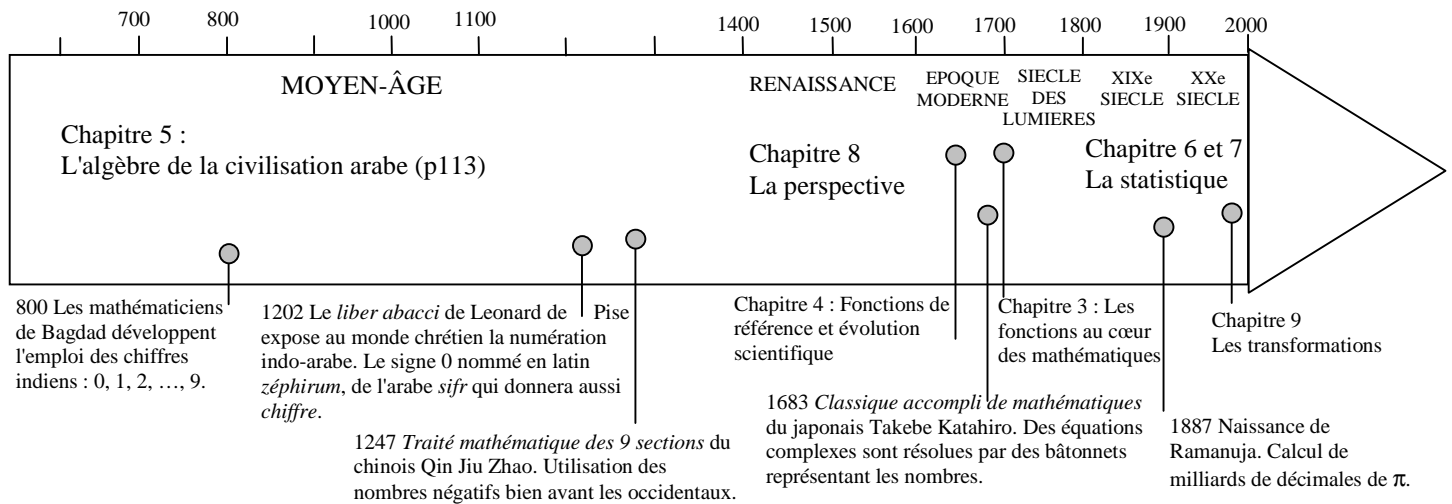 700 800 1000 1100 1400 1500 1600 1700 1800 1900 2000
MOYEN-ÂGE
RENAISSANCE
EPOQUE
MODERNE
SIECLE
DES
LUMIERES
XIXe
SIECLE
XXe
SIECLE
Chapitre 5 :
L'algèbre de la civilisation arabe (p113)
Chapitre 8
La perspective
Chapitre 6 et 7
La statistique
800 Les mathématiciens
de Bagdad développent
l'emploi des chiffres
indiens : 0, 1, 2, …, 9.
1202 Le liber abacci de Leonard de Pise
expose au monde chrétien la numération
indo-arabe. Le signe 0 nommé en latin
zéphirum, de l'arabe sifr qui donnera aussi
chiffre.
1247 Traité mathématique des 9 sections du
chinois Qin Jiu Zhao. Utilisation des
nombres négatifs bien avant les occidentaux.
Chapitre 4 : Fonctions de
référence et évolution
scientifique
1683 Classique accompli de mathématiques
du japonais Takebe Katahiro. Des équations
complexes sont résolues par des bâtonnets
représentant les nombres.
Chapitre 3 : Les
fonctions au cœur
des mathématiques
1887 Naissance de
Ramanuja. Calcul de
milliards de décimales de π.
Chapitre 9
Les transformations